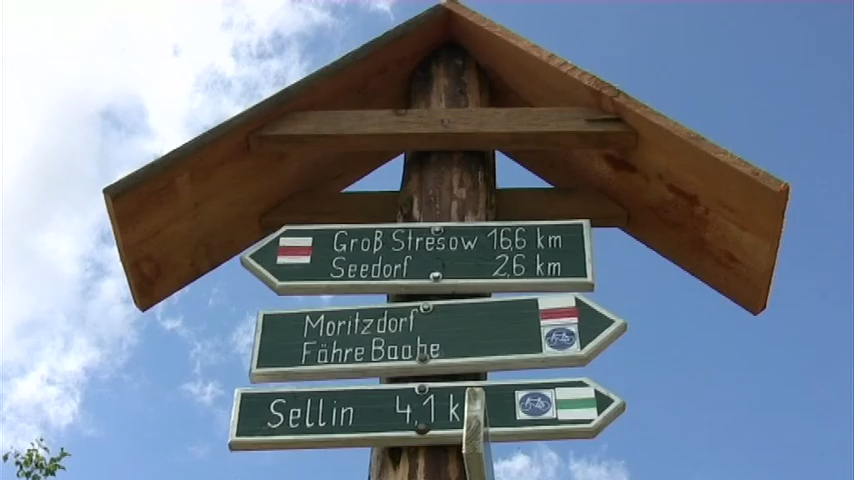 Groß Stresow 16,6 km
Seedorf 2,6 km
Moritzdorf
Fähre Baabe
Sellin 4,1 k